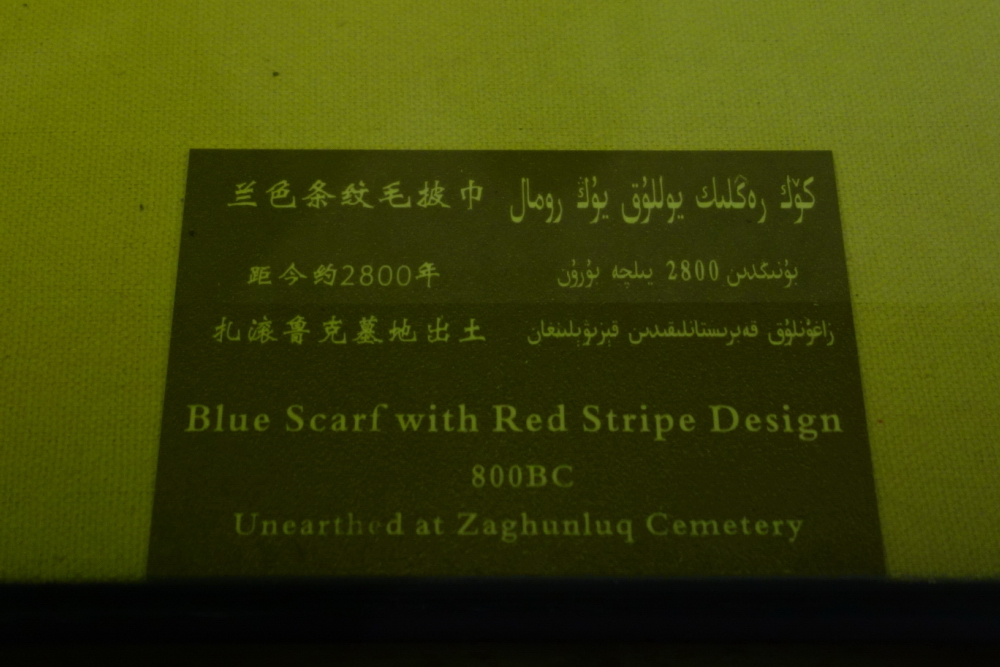 兰色条纹毛披巾
كۆك رەڭلىك يوللۇق يۇڭ رومال
距今约2800年
بۇنىڭدىن 2800 يىلچە بۇرۇن
扎滚鲁克墓地出土
زاغۇنلۇق قەبرىستانلىقىدىن قېزىۋېلىنغان
Blue Scarf with Red Stripe Design
800BC
Unearthed at Zaghunluq Cemetery